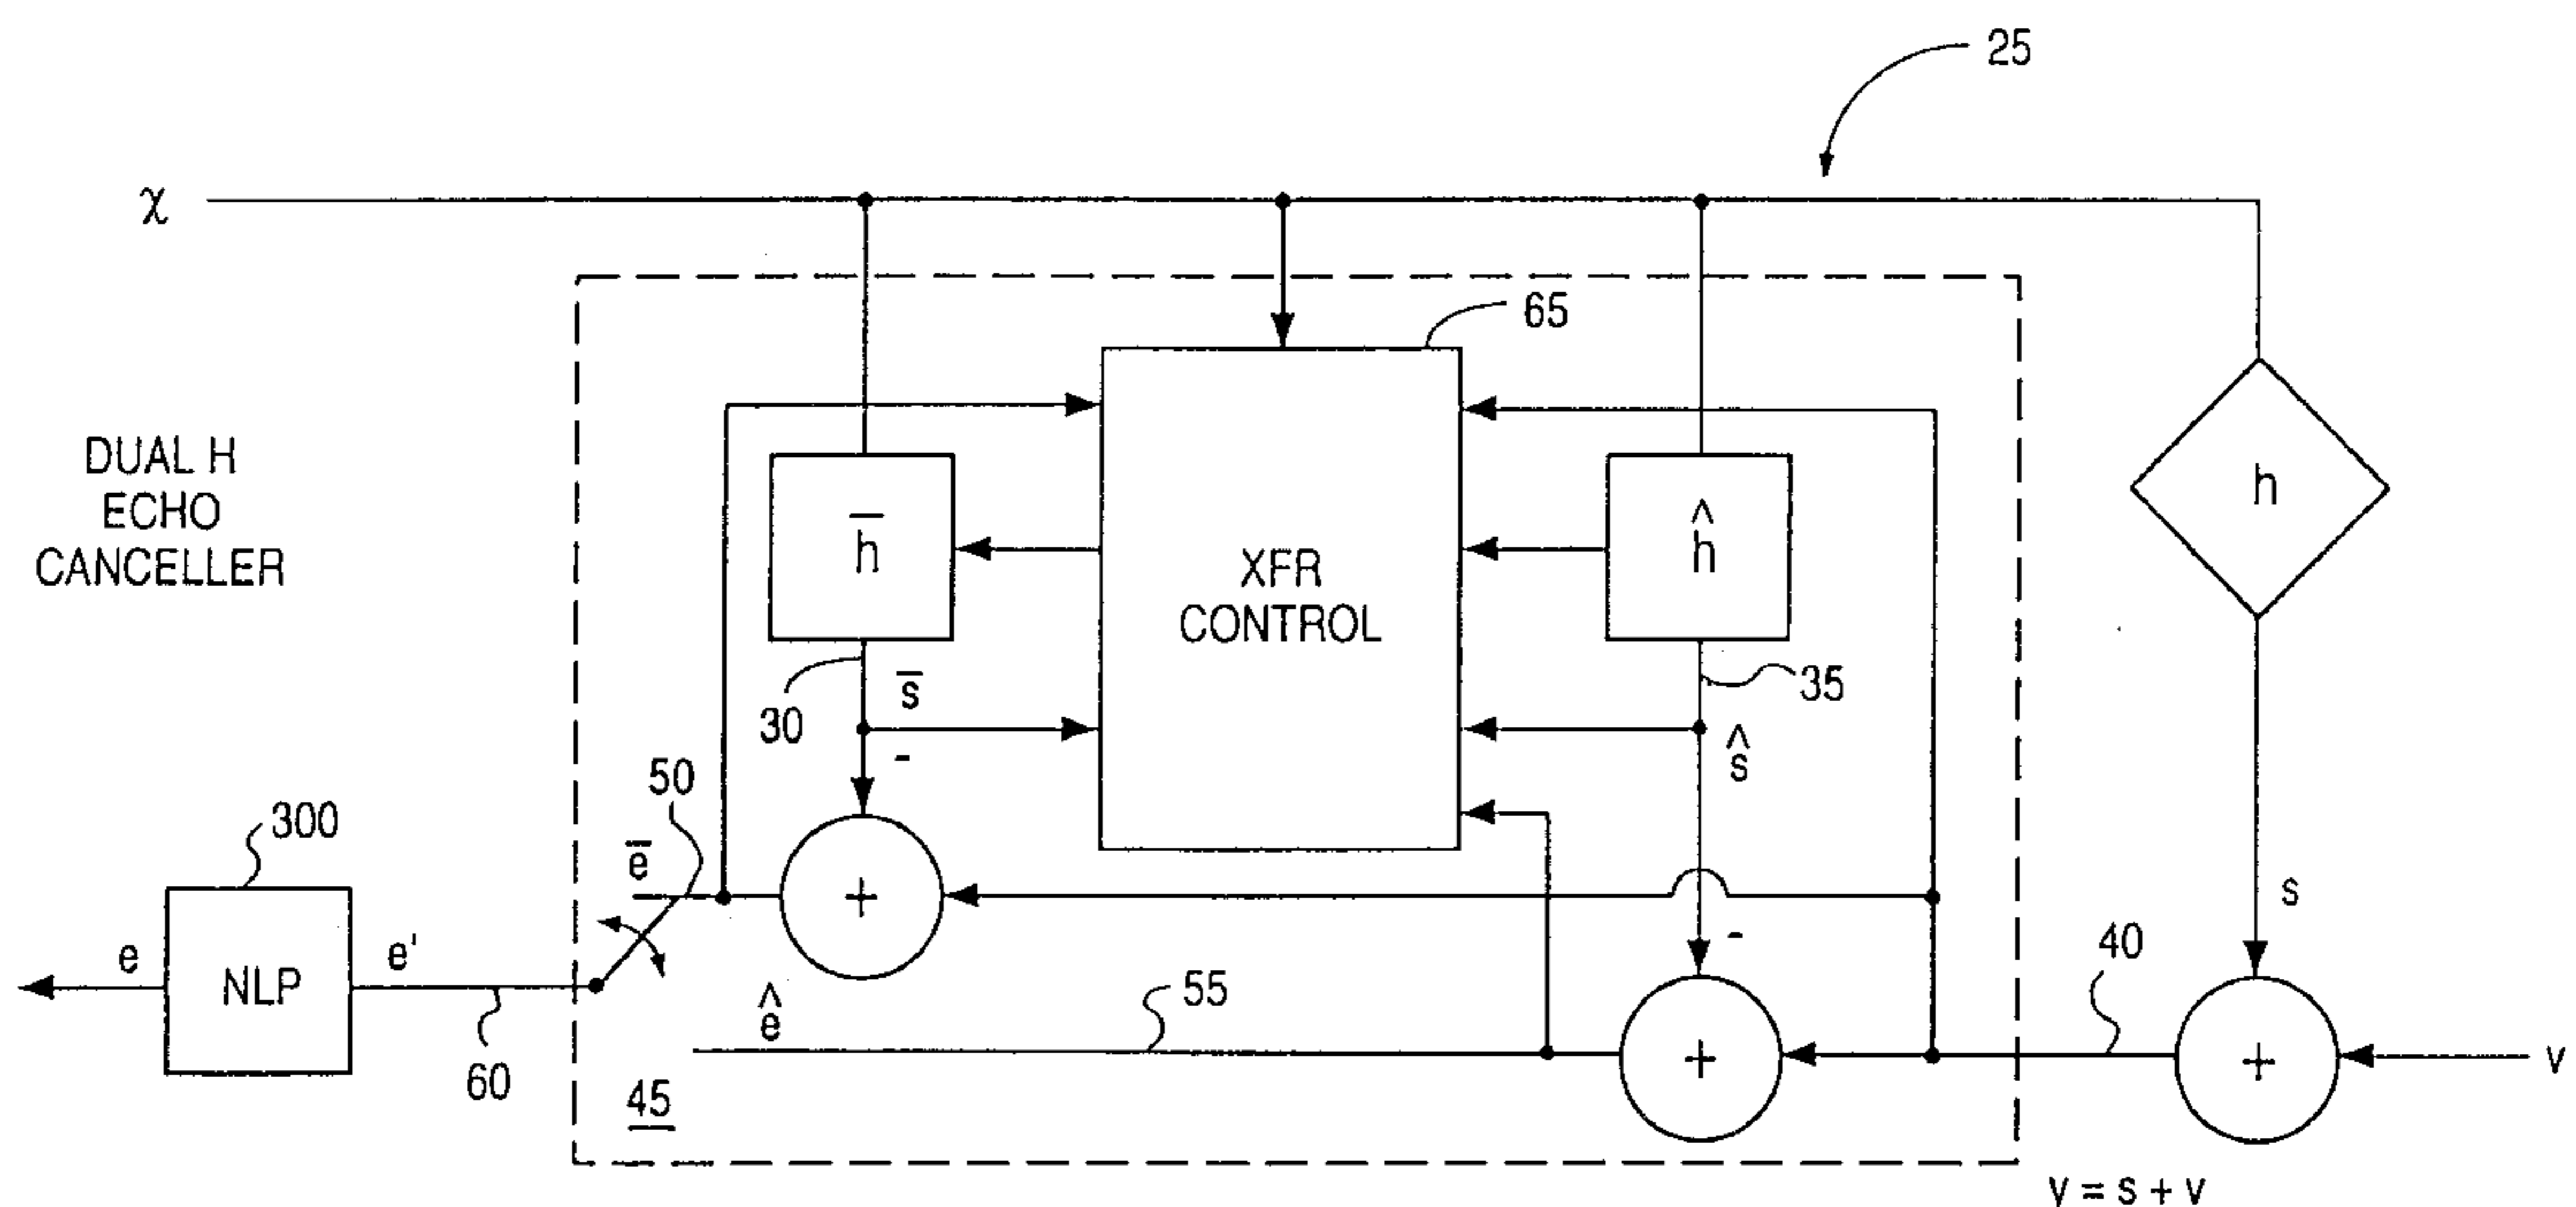 25
χ
65
DUAL H
ECHO
CANCELLER
h̅
XFR
CONTROL
ĥ
h
30
s̅
-
35
ŝ
50
300
e̅
+
-
s
40
e
NLP
e'
60
ê
55
+
+
v
45
v = s + v